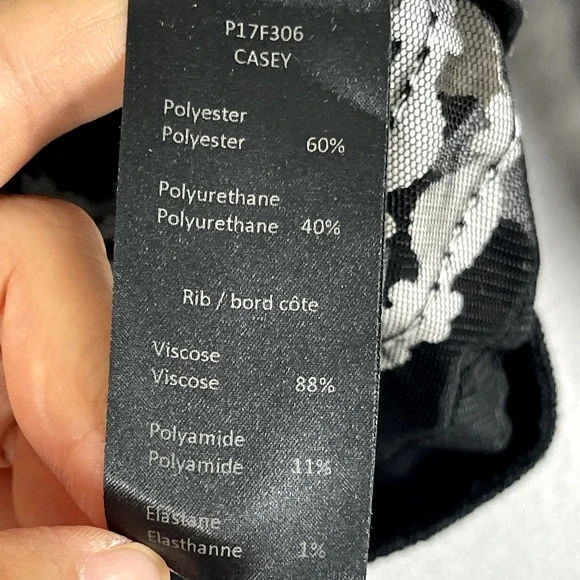 P17F306
CASEY
Polyester
Polyester 60%
Polyurethane
Polyurethane 40%
Rib / bord côte
Viscose
Viscose 88%
Polyamide
Polyamide 11%
Elastane
Elasthanne 1%